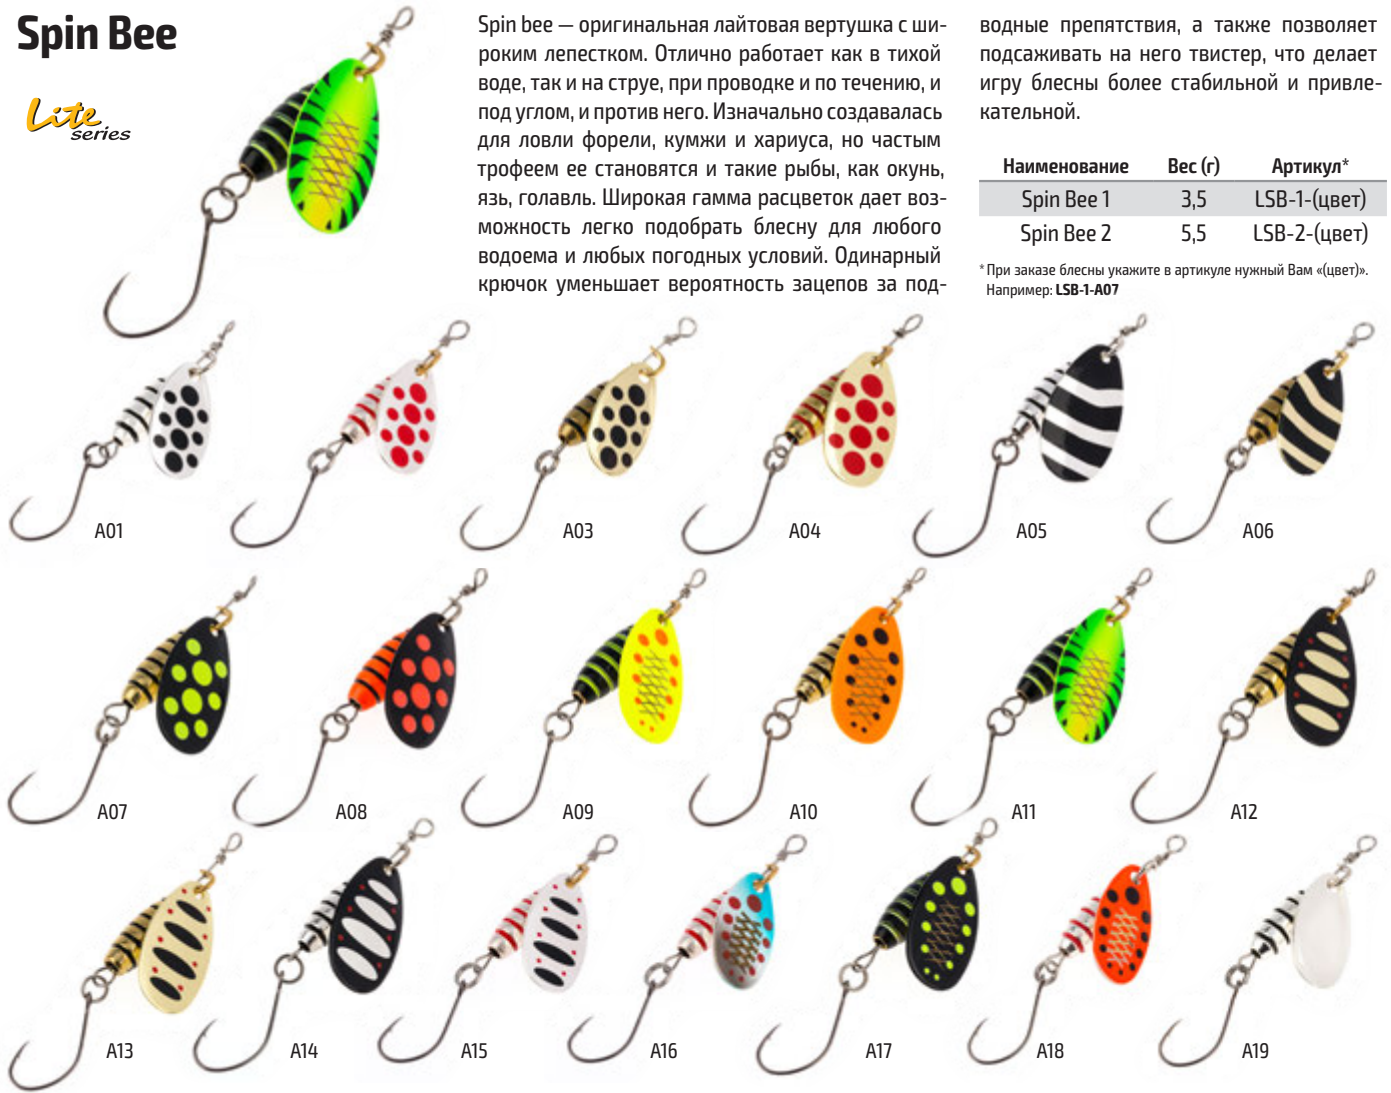 Spin Bee
Lite
series
Spin bee — оригинальная лайтовая вертушка с ши-
роким лепестком. Отлично работает как в тихой
воде, так и на струе, при проводке и по течению, и
под углом, и против него. Изначально создавалась
для ловли форели, кумжи и хариуса, но частым
трофеем ее становятся и такие рыбы, как окунь,
язь, голавль. Широкая гамма расцветок дает воз-
можность легко подобрать блесну для любого
водоема и любых погодных условий. Одинарный
крючок уменьшает вероятность зацепов за под-
водные препятствия, а также позволяет
подсаживать на него твистер, что делает
игру блесны более стабильной и привле-
кательной.
Наименование Вес (г) Артикул*
Spin Bee 1 3,5 LSB-1-(цвет)
Spin Bee 2 5,5 LSB-2-(цвет)
* При заказе блесны укажите в артикуле нужный Вам «(цвет)».
Например: LSB-1-A07
A01 A03 A04 A05 A06
A07 A08 A09 A10 A11 A12
A13 A14 A15 A16 A17 A18 A19